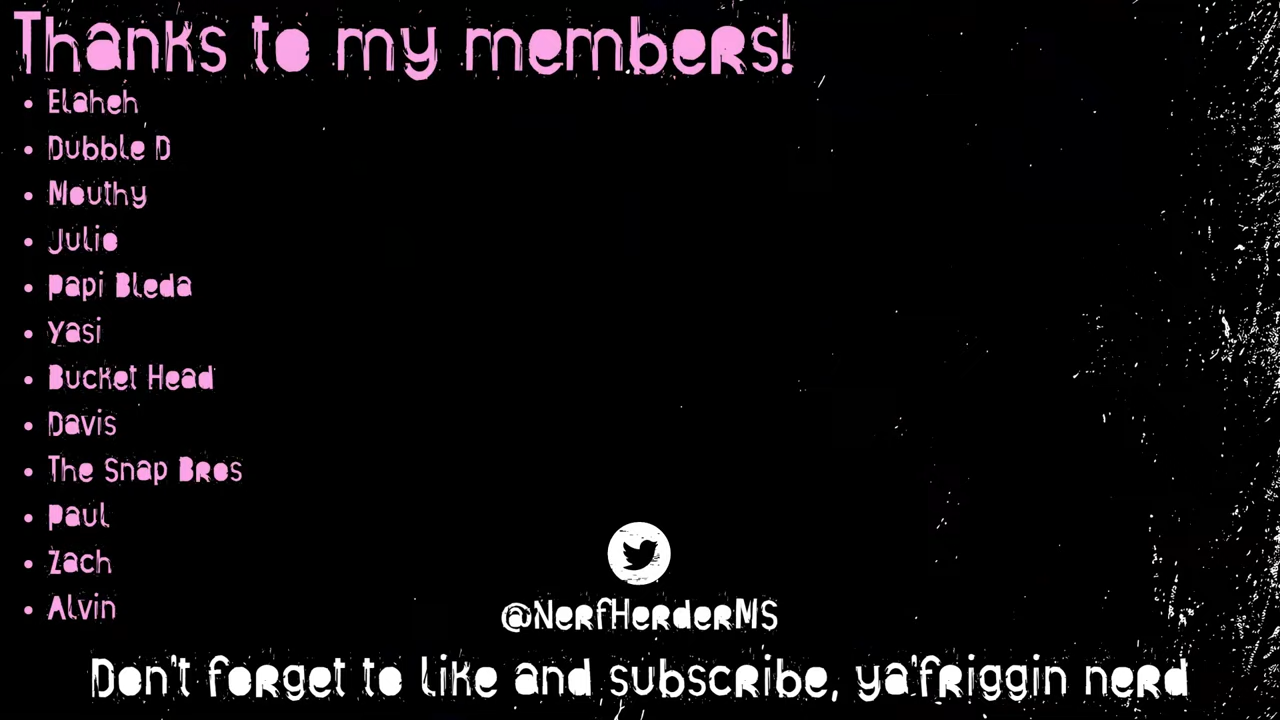 Thanks to my members!
• Elaheh
• Dubble D
• Mouthy
• Julio
• Papi Bleda
• Yasi
• Bucket Head
• Davis
• The Snap Bros
• Paul
• Zach
• Alvin
@NerfHerderMS
Don't forget to like and subscribe, ya'friggin nerd